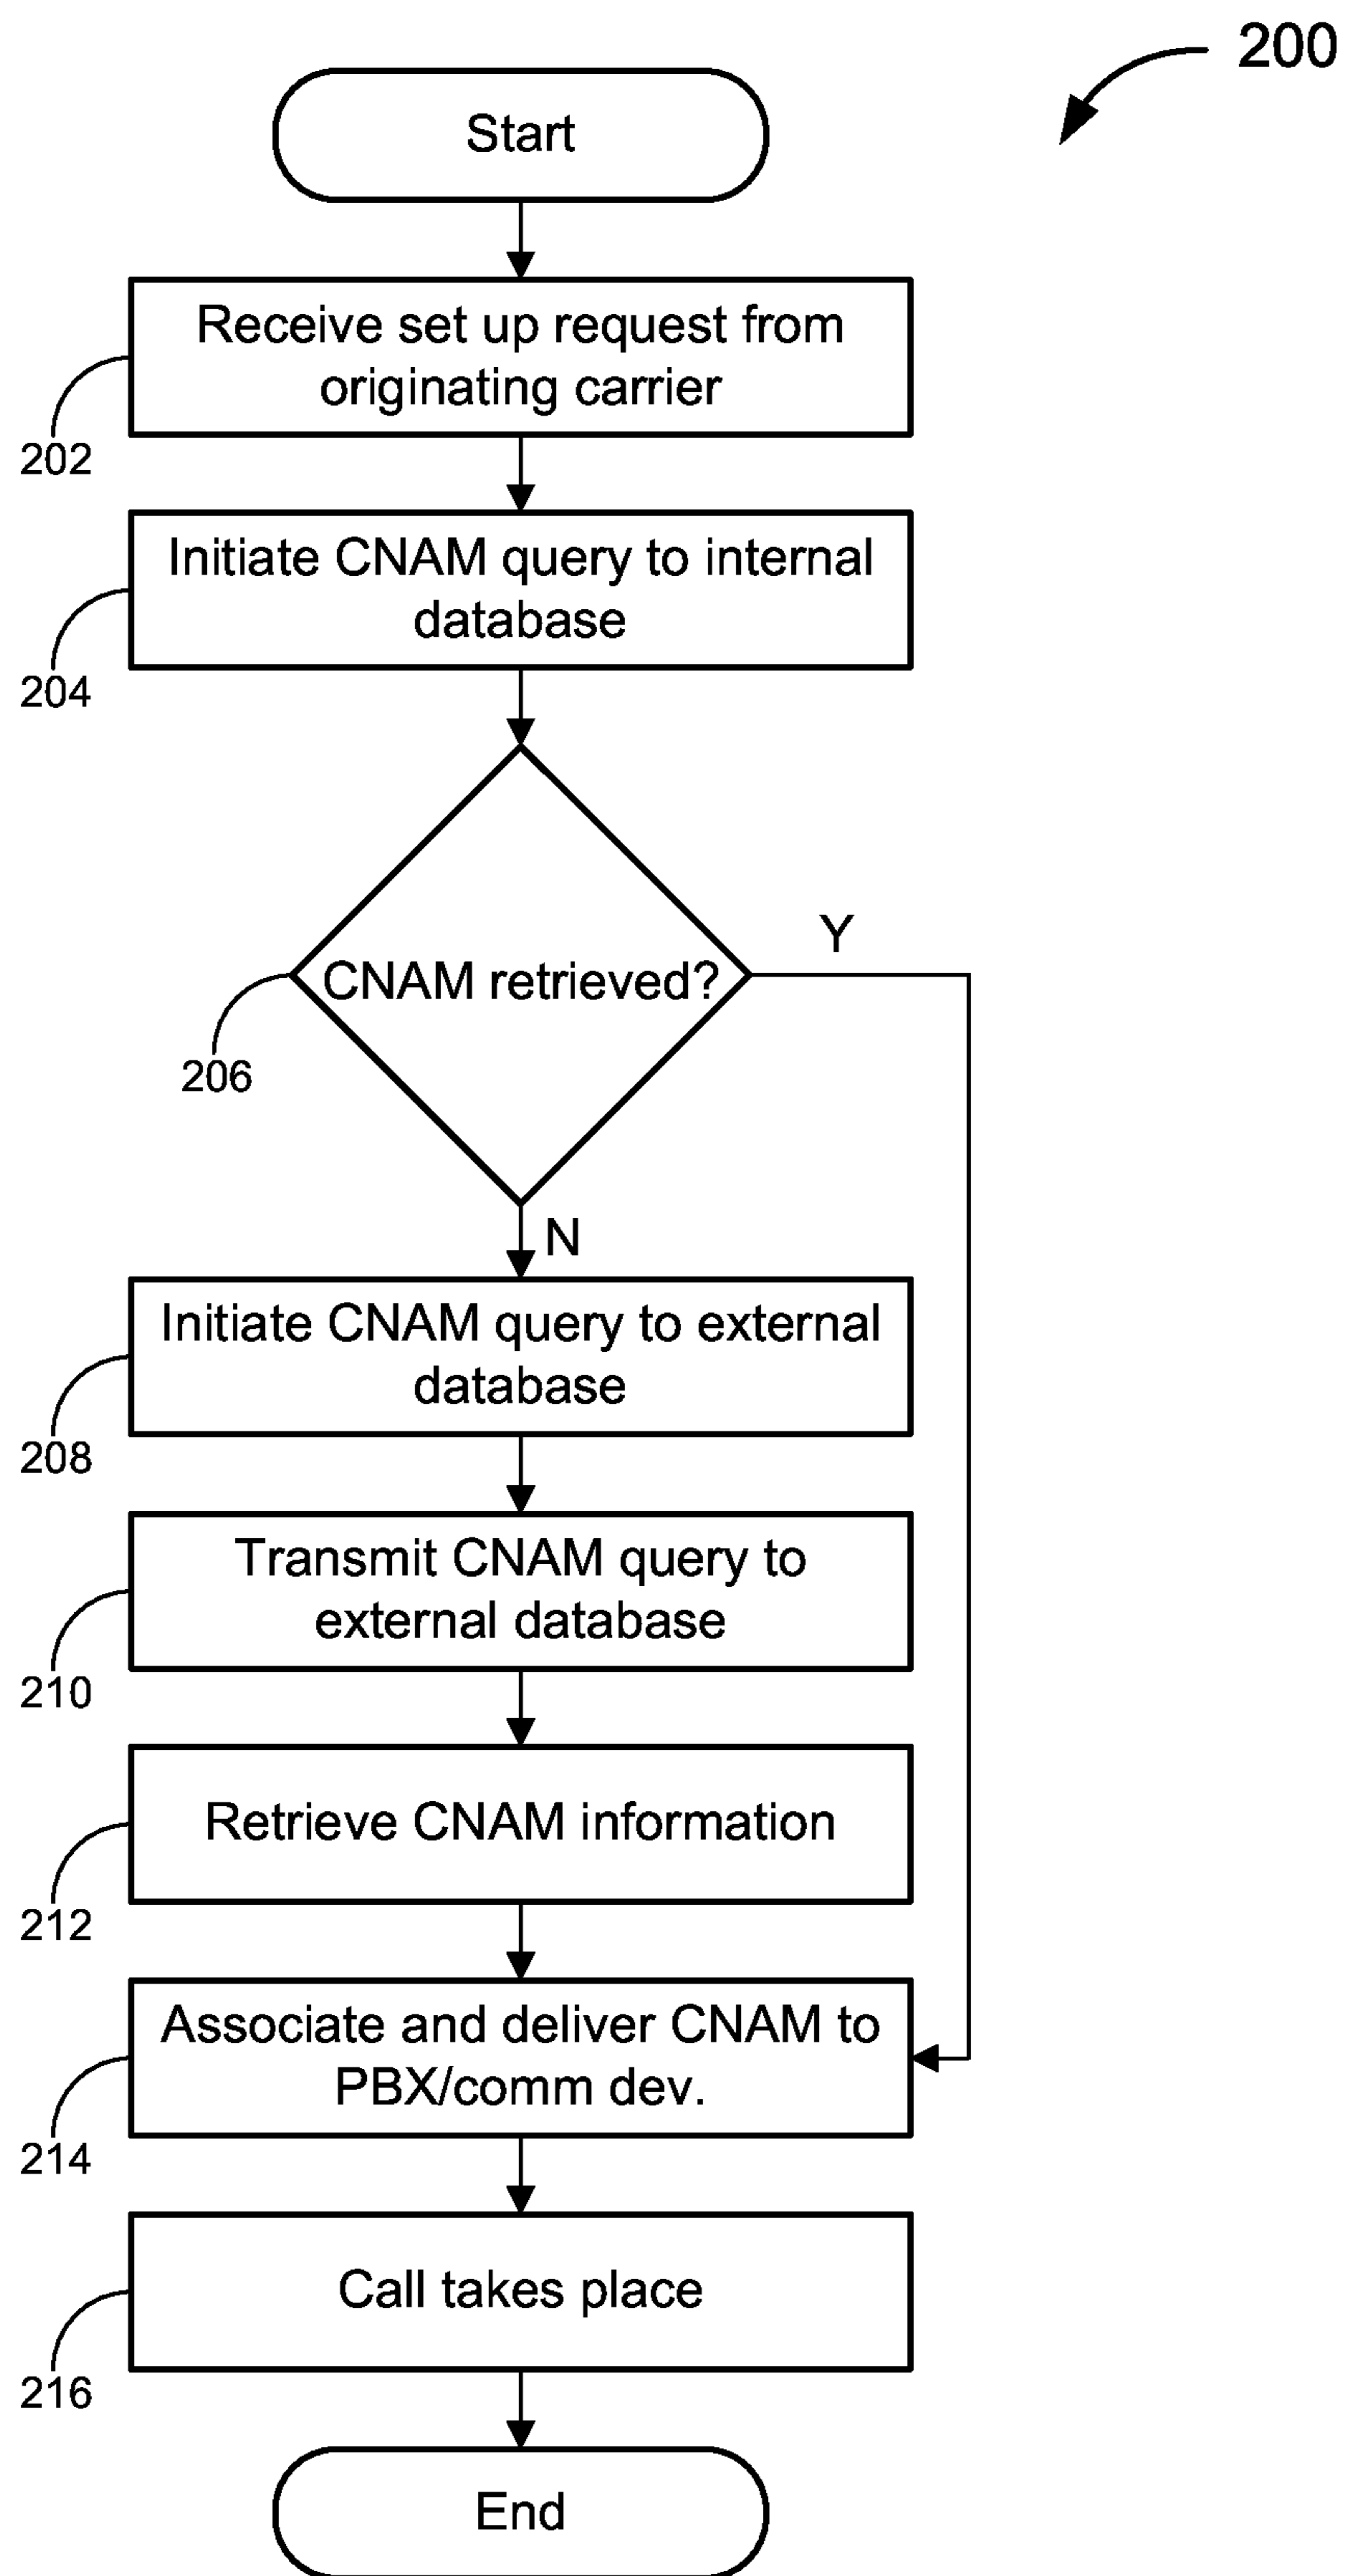 200
Start
Receive set up request from
originating carrier
202
Initiate CNAM query to internal
database
204
Y
CNAM retrieved?
206
N
Initiate CNAM query to external
database
208
Transmit CNAM query to
external database
210
Retrieve CNAM information
212
Associate and deliver CNAM to
PBX/comm dev.
214
Call takes place
216
End